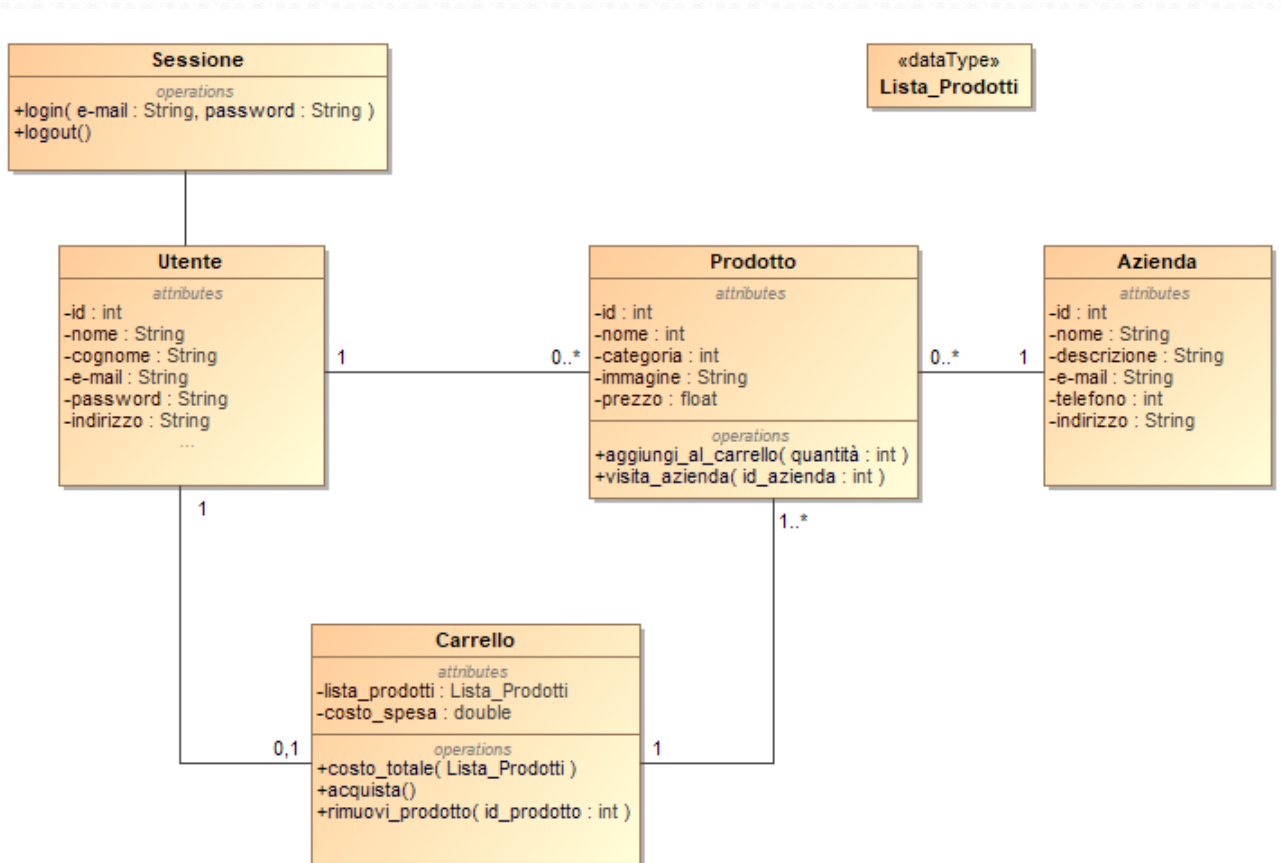 Sessione
operations
+login( e-mail : String, password : String )
+logout()
«dataType»
Lista_Prodotti
Utente
attributes
-id : int
-nome : String
-cognome : String
-e-mail : String
-password : String
-indirizzo : String
...
1
0..*
Prodotto
attributes
-id : int
-nome : int
-categoria : int
-immagine : String
-prezzo : float
operations
+aggiungi_al_carrello( quantità : int )
+visita_azienda( id_azienda : int )
0..*
1
Azienda
attributes
-id : int
-nome : String
-descrizione : String
-e-mail : String
-telefono : int
-indirizzo : String
1
1..*
Carrello
attributes
-lista_prodotti : Lista_Prodotti
-costo_spesa : double
operations
+costo_totale( Lista_Prodotti )
+acquista()
+rimuovi_prodotto( id_prodotto : int )
0,1
1